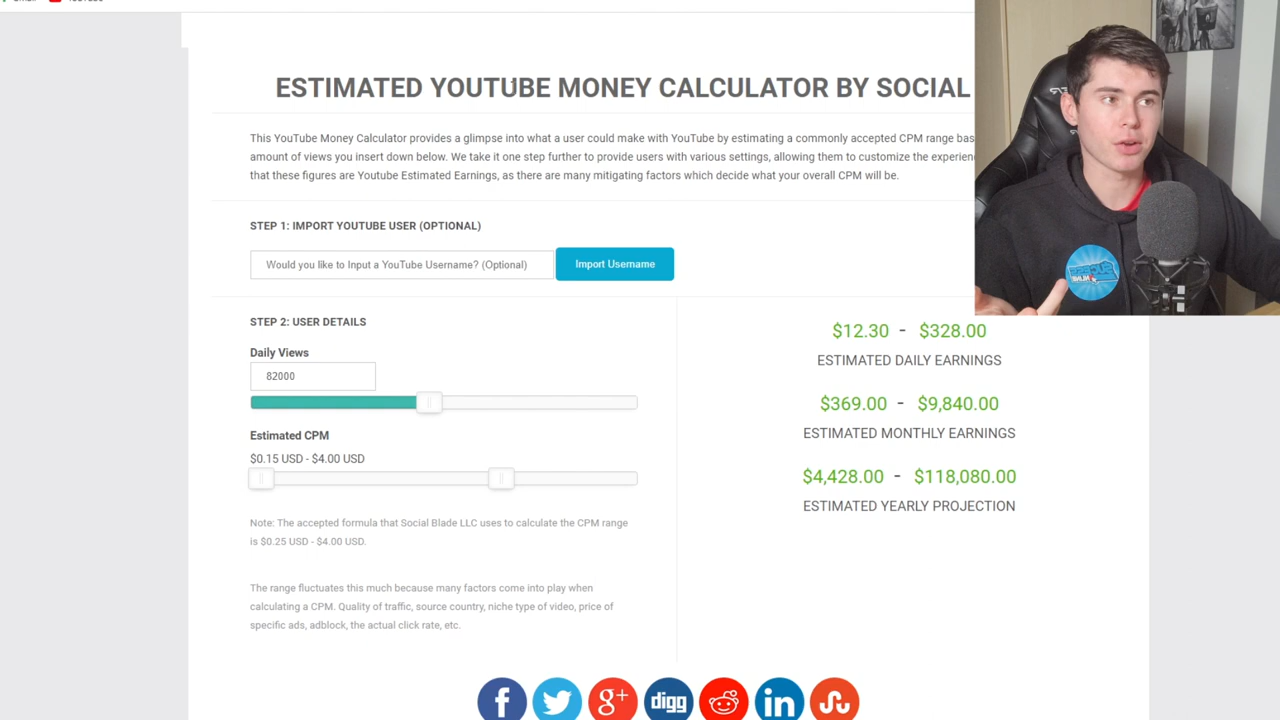 ESTIMATED YOUTUBE MONEY CALCULATOR BY SOCIAL
This YouTube Money Calculator provides a glimpse into what a user could make with YouTube by estimating a commonly accepted CPM range
amount of views you insert down below. We take it one step further to provide users with various settings, allowing them to customize the
that these figures are Youtube Estimated Earnings, as there are many mitigating factors which decide what your overall CPM will be.
STEP 1: IMPORT YOUTUBE USER (OPTIONAL)
Would you like to Input a YouTube Username? (Optional)
Import Username
STEP 2: USER DETAILS
Daily Views
82000
Estimated CPM
$0.15 USD - $4.00 USD
Note: The accepted formula that Social Blade LLC uses to calculate the CPM range
is $0.25 USD - $4.00 USD.
The range fluctuates this much because many factors come into play when
calculating a CPM. Quality of traffic, source country, niche type of video, price of
specific ads, adblock, the actual click rate, etc.
$12.30 - $328.00
ESTIMATED DAILY EARNINGS
$369.00 - $9,840.00
ESTIMATED MONTHLY EARNINGS
$4,428.00 - $118,080.00
ESTIMATED YEARLY PROJECTION
f
g+
digg
in